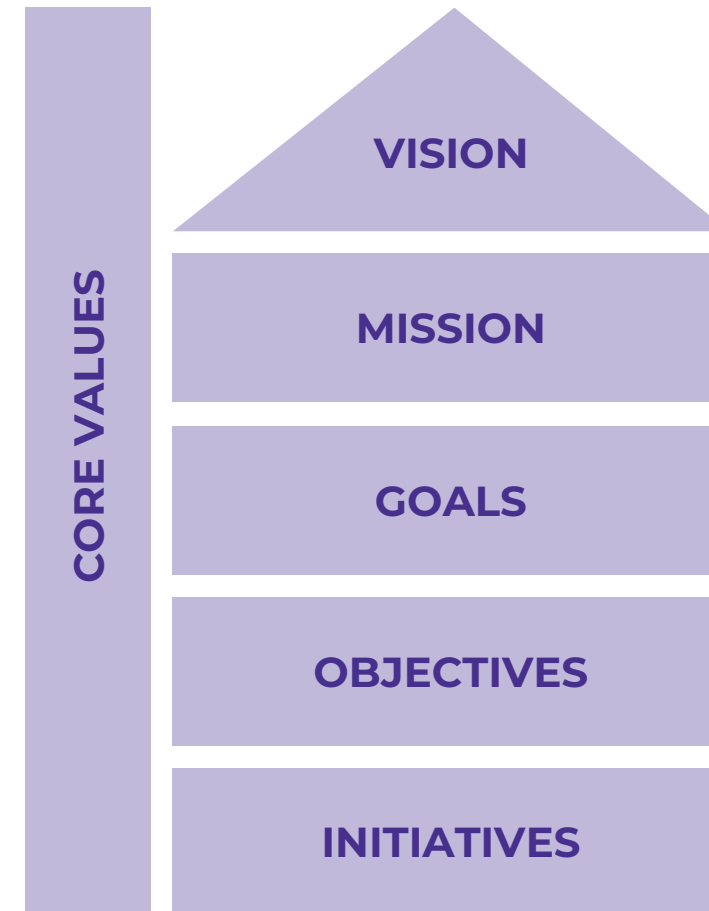 CORE VALUES
VISION
MISSION
GOALS
OBJECTIVES
INITIATIVES